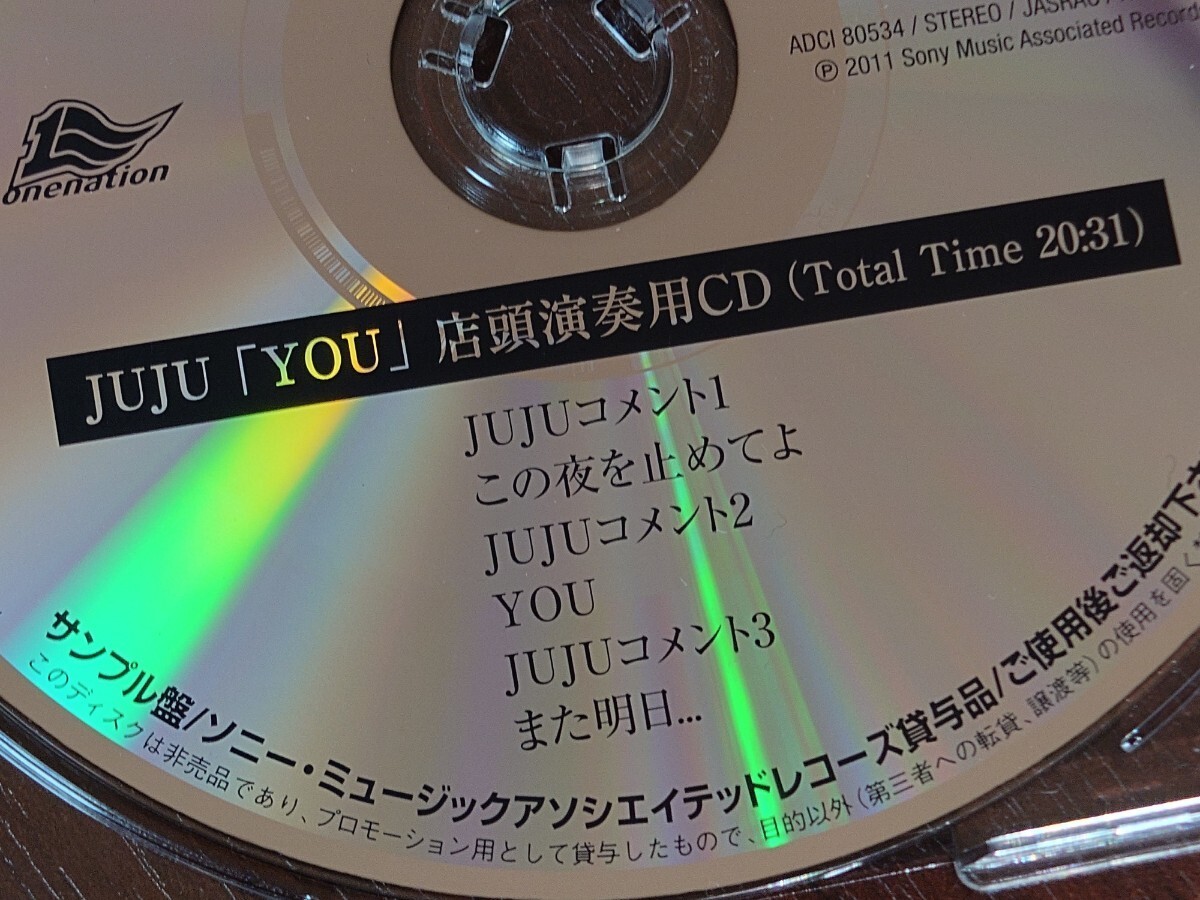 ADCI 80534 / STEREO / JASRAC /
Ⓟ 2011 Sony Music Associated Record
1
onenation
JUJU「YOU」店頭演奏用CD (Total Time 20:31)
JUJUコメント1
この夜を止めてよ
JUJUコメント2
YOU
JUJUコメント3
また明日...
サンプル盤/ソニー・ミュージックアソシエイテッドレコーズ貸与品/ご使用後ご返却下さ
このディスクは非売品であり、プロモーション用として貸与したもので、目的以外(第三者への転貸、譲渡等)の使用を固く